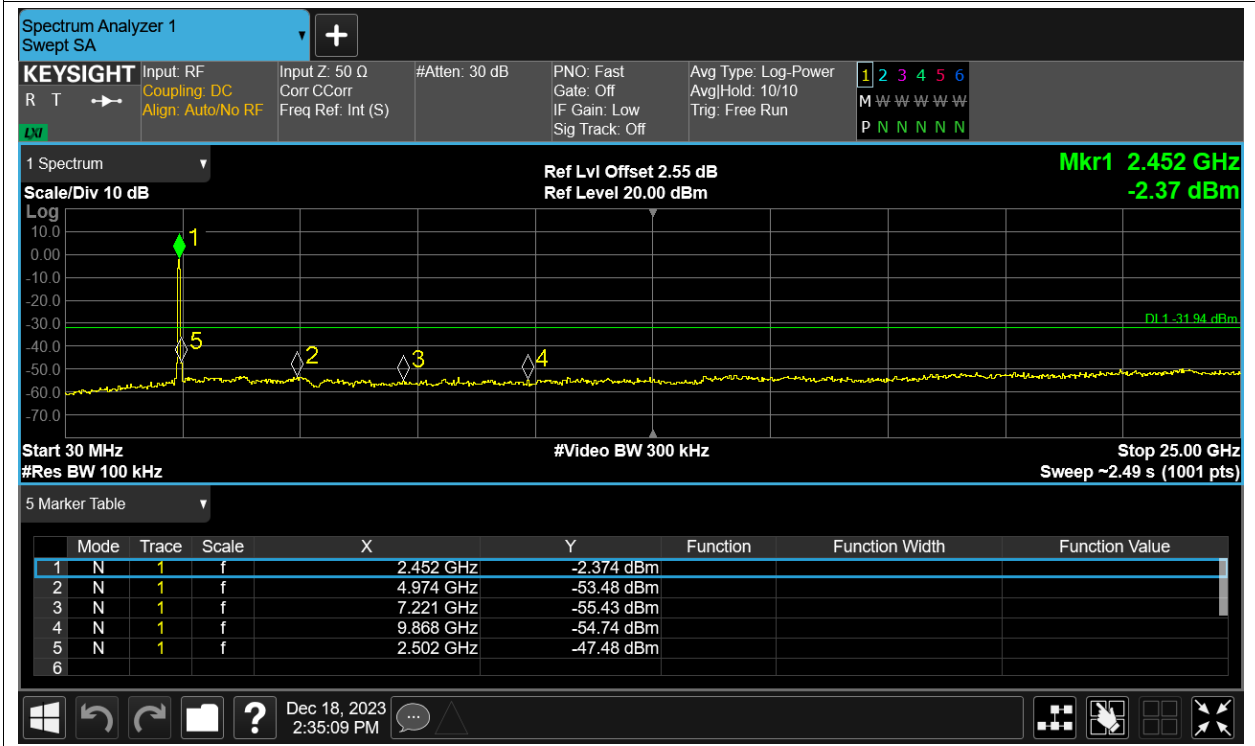 Spectrum Analyzer 1
Swept SA
+
KEYSIGHT Input: RF Input Z: 50 Ω #Atten: 30 dB PNO: Fast Avg Type: Log-Power 1 2 3 4 5 6
R T Coupling: DC Corr CCorr Gate: Off Avg|Hold: 10/10 M W W W W W
Align: Auto/No RF Freq Ref: Int (S) IF Gain: Low Trig: Free Run
LXI Sig Track: Off P N N N N N
1 Spectrum
Ref Lvl Offset 2.55 dB Mkr1 2.452 GHz
Scale/Div 10 dB Ref Level 20.00 dBm -2.37 dBm
Log
10.0
0.00
-10.0
-20.0
-30.0
-40.0
-50.0
-60.0
-70.0
1
DL1 -31.94 dBm
5
2
3
4
Start 30 MHz #Video BW 300 kHz Stop 25.00 GHz
#Res BW 100 kHz Sweep ~2.49 s (1001 pts)
5 Marker Table
Mode Trace Scale X Y Function Function Width Function Value
1 N 1 f 2.452 GHz -2.374 dBm
2 N 1 f 4.974 GHz -53.48 dBm
3 N 1 f 7.221 GHz -55.43 dBm
4 N 1 f 9.868 GHz -54.74 dBm
5 N 1 f 2.502 GHz -47.48 dBm
6
? Dec 18, 2023
2:35:09 PM